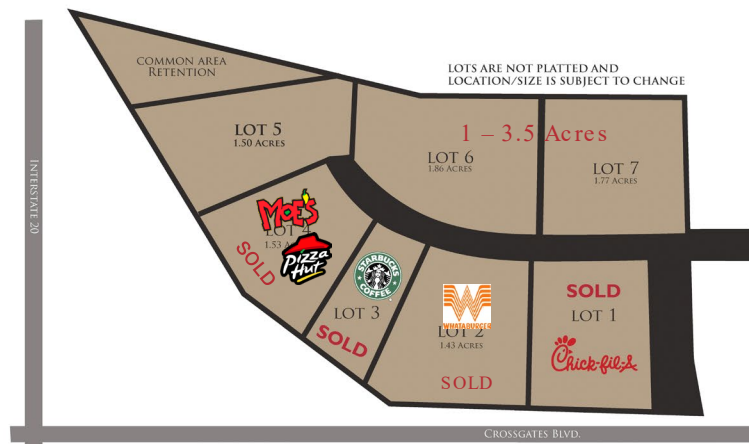 COMMON AREA
RETENTION
LOTS ARE NOT PLATTED AND
LOCATION/SIZE IS SUBJECT TO CHANGE
LOT 5
1.50 ACRES
1 – 3.5 Acres
LOT 6
1.86 ACRES
LOT 7
1.77 ACRES
INTERSTATE 20
MOE'S
LOT 4
1.53 A
Pizza
Hut
SOLD
STARBUCKS
COFFEE
LOT 3
SOLD
WHATABURGER
LOT 2
1.43 ACRES
SOLD
SOLD
LOT 1
Chick-fil-A
CROSSGATES BLVD.